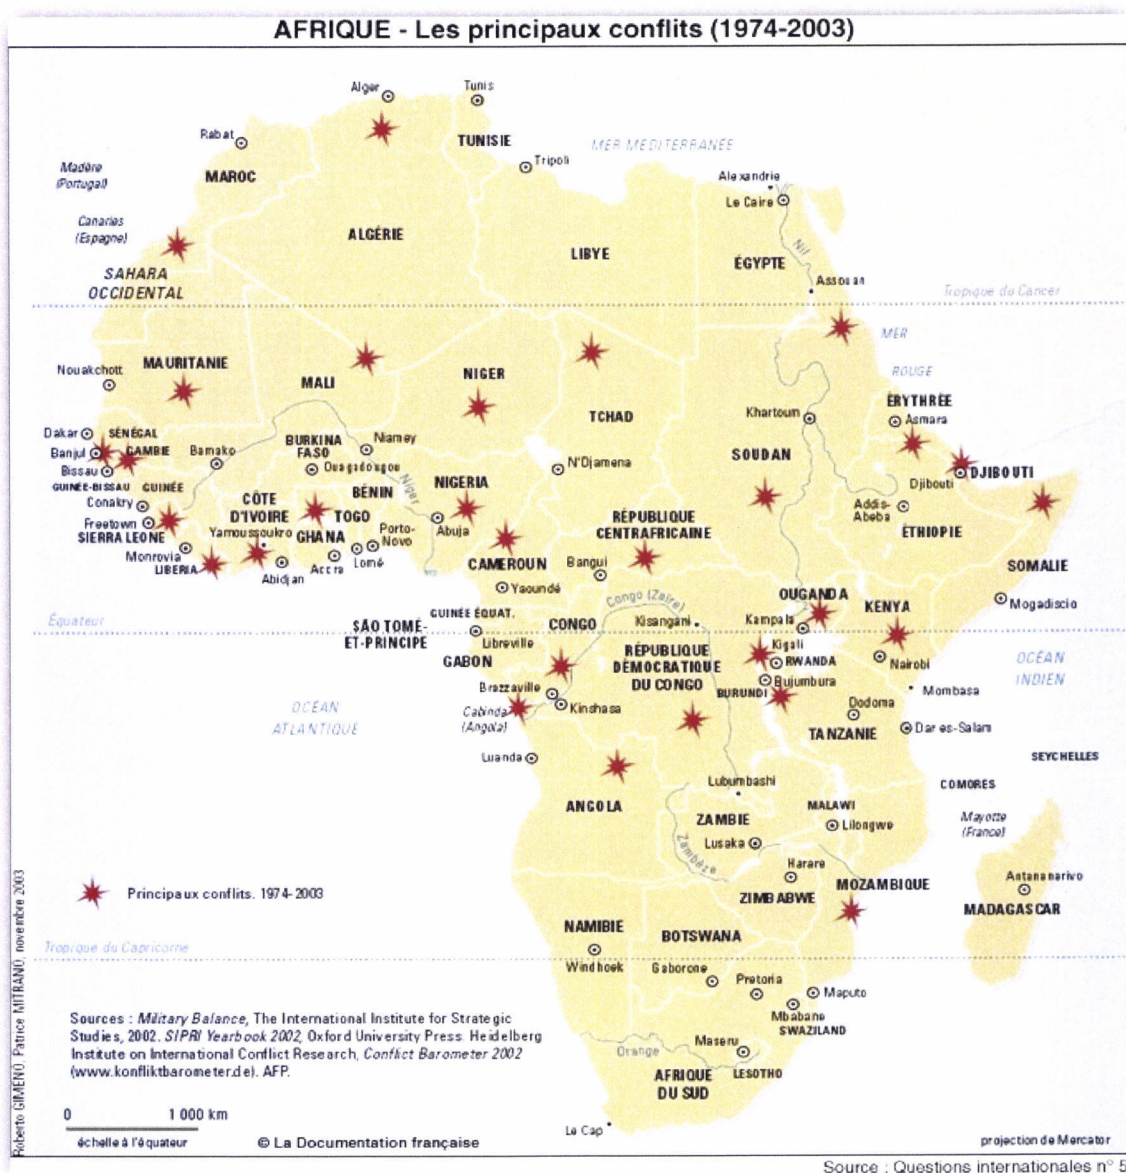 AFRIQUE - Les principaux conflits (1974-2003)
Alger
Tunis
Rabat
TUNISIE
MER MÉDITERRANÉE
Tripoli
Madère
(Portugal)
MAROC
Alexandrie
Le Caire
Canaries
(Espagne)
ALGÉRIE
LIBYE
ÉGYPTE
Nil
SAHARA
OCCIDENTAL
Assouan
Tropique du Cancer
MER
ROUGE
Nouakchott
MAURITANIE
MALI
NIGER
TCHAD
Khartoum
ÉRYTHRÉE
Asmara
Dakar
SÉNÉGAL
Banjul
GAMBIE
Bamako
BURKINA
FASO
Niamey
Ouagadougou
N'Djamena
SOUDAN
DJIBOUTI
Djibouti
Bissau
GUINÉE-BISSAU
GUINÉE
Conakry
Freetown
SIERRA LEONE
CÔTE
D'IVOIRE
Yamoussoukro
BÉNIN
TOGO
GHANA
Niger
NIGERIA
Abuja
Porto-
Novo
RÉPUBLIQUE
CENTRAFRICAINE
Addis-
Abeba
ÉTHIOPIE
Monrovia
LIBERIA
Abidjan
Accra
Lomé
CAMEROUN
Yaoundé
Bangui
SOMALIE
Mogadiscio
GUINÉE ÉQUAT.
Congo (Zaïre)
Kisangani
OUGANDA
Kampala
KENYA
Équateur
SÃO TOMÉ-
ET-PRINCIPE
Libreville
GABON
CONGO
RÉPUBLIQUE
DÉMOCRATIQUE
DU CONGO
Kigali
RWANDA
Nairobi
OCÉAN
INDIEN
Brazzaville
Kinshasa
BURUNDI
Bujumbura
Mombasa
OCÉAN
ATLANTIQUE
Cabinda
(Angola)
Dodoma
TANZANIE
Dar es-Salam
Luanda
SEYCHELLES
Lubumbashi
COMORES
ANGOLA
ZAMBIE
MALAWI
Lilongwe
Mayotte
(France)
Lusaka
Zambèze
Harare
Antananarivo
Principaux conflits. 1974-2003
ZIMBABWE
MOZAMBIQUE
MADAGASCAR
NAMIBIE
BOTSWANA
Tropique du Capricorne
Windhoek
Gaborone
Pretoria
Maputo
Mbabane
SWAZILAND
Sources : Military Balance, The International Institute for Strategic
Studies, 2002. SIPRI Yearbook 2002, Oxford University Press. Heidelberg
Institute on International Conflict Research, Conflict Barometer 2002
(www.konfliktbarometer.de). AFP.
Orange
Maseru
LESOTHO
AFRIQUE
DU SUD
Le Cap
0 1 000 km
échelle à l'équateur
© La Documentation française
projection de Mercator
Roberto GIMENO, Patrice MITRANO, novembre 2003
Source : Questions internationales n° 5